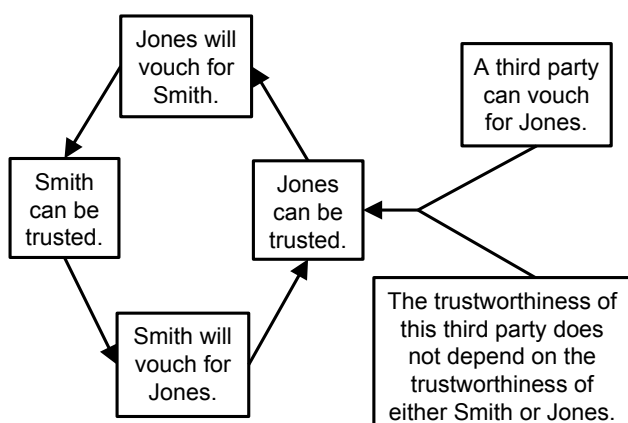 Jones will
vouch for
Smith.
A third party
can vouch
for Jones.
Smith
can be
trusted.
Jones
can be
trusted.
Smith will
vouch for
Jones.
The trustworthiness of
this third party does
not depend on the
trustworthiness of
either Smith or Jones.